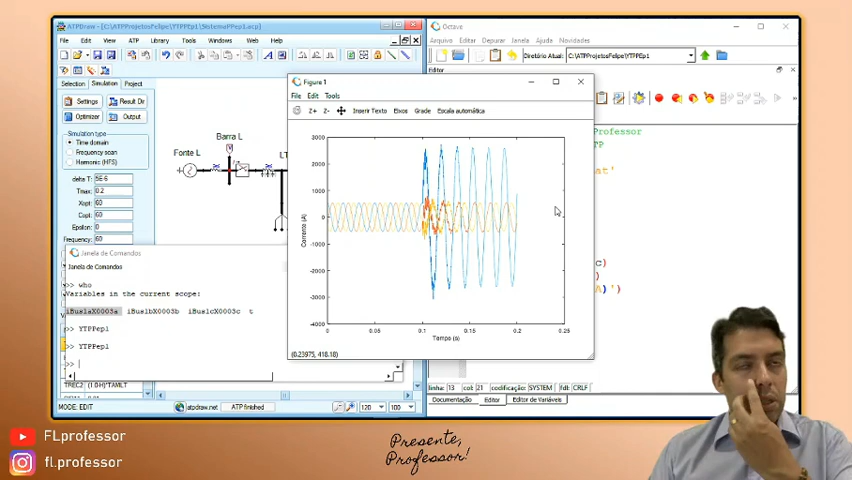 ATPDraw - [C:\ATPProjetosFelipe\YTPPEp1\SistemaPPep1.acp]
File Edit View ATP Library Tools Windows Web Help
Selection Simulation Project
Settings Result Dir
Optimizer Output
Simulation type
Time domain
Frequency scan
Harmonic (HFS)
delta T: 5E-6
Tmax: 0.2
Xopt: 60
Copt: 60
Epsilon: 0
Frequency: 60
Barra L
Fonte L
LT
Octave
Arquivo Editar Depurar Janela Ajuda Novidades
Diretório Atual: C:/ATPProjetosFelipe/YTPPEp1
Editor
Professor
TP
at'
c)
)
A)')
Figure 1
File Edit Tools
Z+ Z- Inserir Texto Eixos Grade Escala automática
3000
2000
1000
0
-1000
-2000
-3000
-4000
Corrente (A)
0 0.05 0.1 0.15 0.2 0.25
Tempo (s)
(0.23975, 418.18)
Janela de Comandos
Janela de Comandos
>> who
Variables in the current scope:
iBus1aX0003a iBus1bX0003b iBus1cX0003c t
>> YTPPep1
>> YTPPep1
>>
MODE: EDIT atpdraw.net ATP finished 120 100
linha: 13 col: 21 codificação: SYSTEM fdl: CRLF
Documentação Editor Editor de Variáveis
FLprofessor
fl.professor
Presente,
Professor!